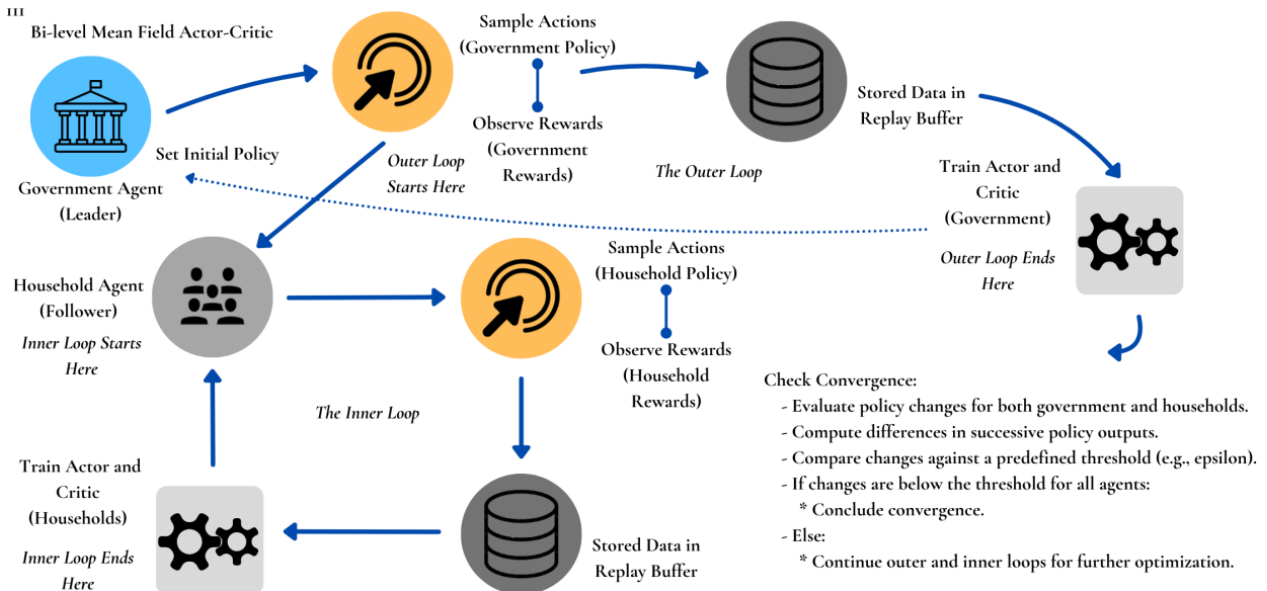 III
Bi-level Mean Field Actor-Critic
Set Initial Policy
Government Agent
(Leader)
Sample Actions
(Government Policy)
Observe Rewards
(Government
Rewards)
Outer Loop
Starts Here
The Outer Loop
Stored Data in
Replay Buffer
Train Actor and
Critic
(Government)
Outer Loop Ends
Here
Household Agent
(Follower)
Inner Loop Starts
Here
Sample Actions
(Household Policy)
Observe Rewards
(Household
Rewards)
The Inner Loop
Train Actor and
Critic
(Households)
Inner Loop Ends
Here
Stored Data in
Replay Buffer
Check Convergence:
- Evaluate policy changes for both government and households.
- Compute differences in successive policy outputs.
- Compare changes against a predefined threshold (e.g., epsilon).
- If changes are below the threshold for all agents:
* Conclude convergence.
- Else:
* Continue outer and inner loops for further optimization.